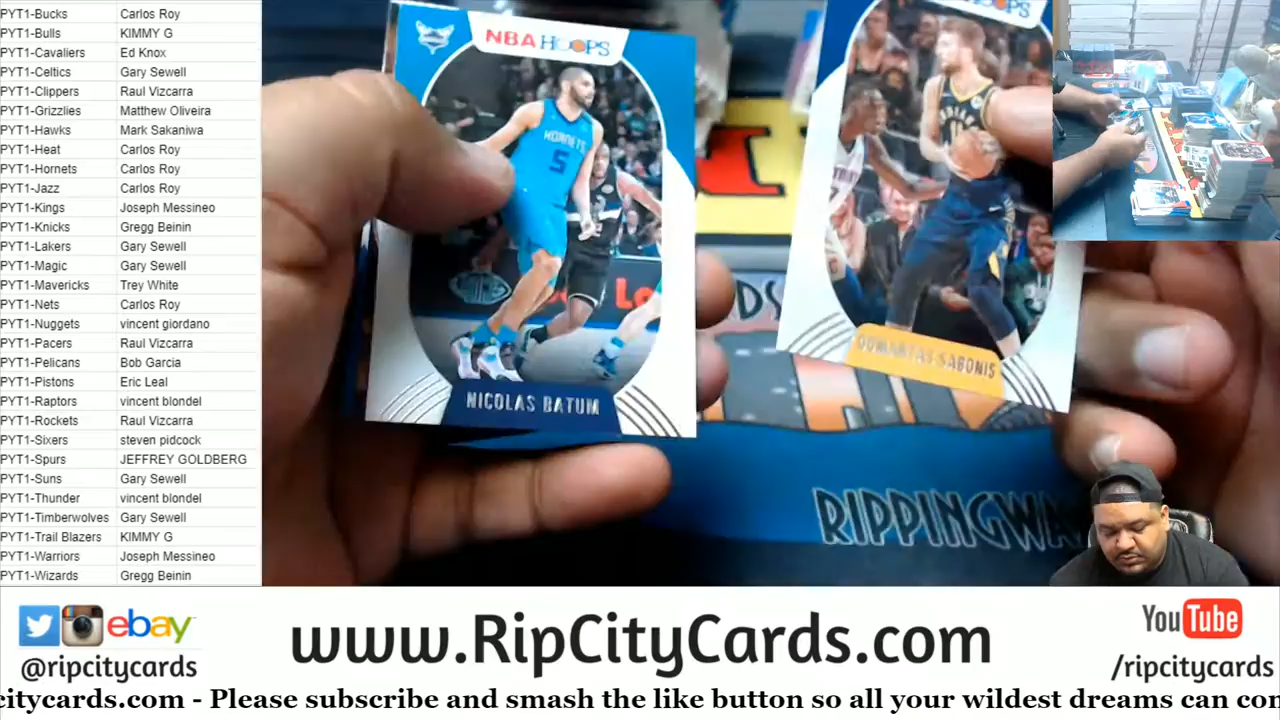 PYT1-Bucks Carlos Roy
PYT1-Bulls KIMMY G
PYT1-Cavaliers Ed Knox
PYT1-Celtics Gary Sewell
PYT1-Clippers Raul Vizcarra
PYT1-Grizzlies Matthew Oliveira
PYT1-Hawks Mark Sakaniwa
PYT1-Heat Carlos Roy
PYT1-Hornets Carlos Roy
PYT1-Jazz Carlos Roy
PYT1-Kings Joseph Messineo
PYT1-Knicks Gregg Beinin
PYT1-Lakers Gary Sewell
PYT1-Magic Gary Sewell
PYT1-Mavericks Trey White
PYT1-Nets Carlos Roy
PYT1-Nuggets vincent giordano
PYT1-Pacers Raul Vizcarra
PYT1-Pelicans Bob Garcia
PYT1-Pistons Eric Leal
PYT1-Raptors vincent blondel
PYT1-Rockets Raul Vizcarra
PYT1-Sixers steven pidcock
PYT1-Spurs JEFFREY GOLDBERG
PYT1-Suns Gary Sewell
PYT1-Thunder vincent blondel
PYT1-Timberwolves Gary Sewell
PYT1-Trail Blazers KIMMY G
PYT1-Warriors Joseph Messineo
PYT1-Wizards Gregg Beinin
NBA HOOPS
HORNETS
5
NICOLAS BATUM
HOOPS
DOMANTAS SABONIS
RIPPINGWA
ebay
@ripcitycards
www.RipCityCards.com
YouTube
/ripcitycards
citycards.com - Please subscribe and smash the like button so all your wildest dreams can con